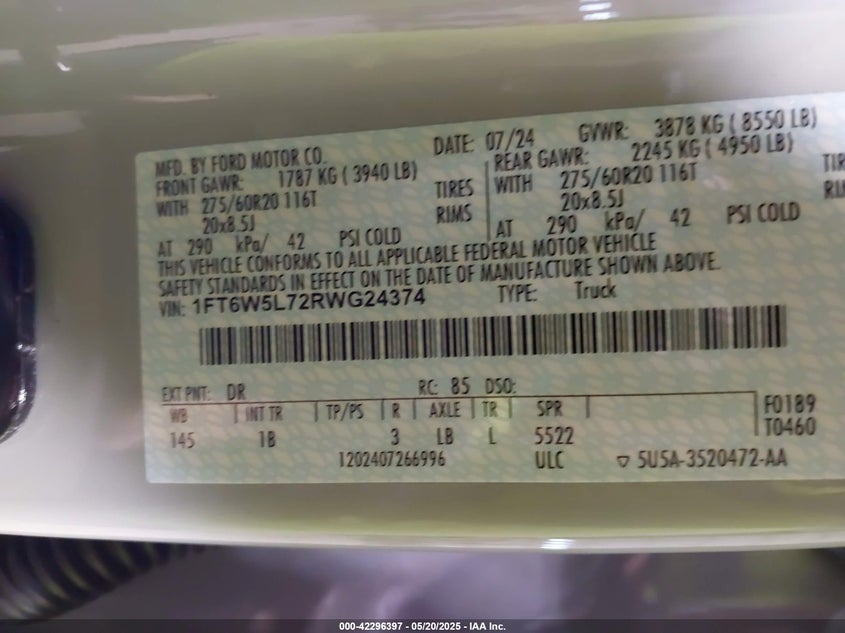 MFD. BY FORD MOTOR CO. DATE: 07/24 GVWR: 3878 KG ( 8550 LB)
FRONT GAWR: 1787 KG ( 3940 LB) REAR GAWR: 2245 KG ( 4950 LB)
WITH 275/60R20 116T TIRES WITH 275/60R20 116T
20x8.5J RIMS 20x8.5J
AT 290 kPa/ 42 PSI COLD AT 290 kPa/ 42 PSI COLD
THIS VEHICLE CONFORMS TO ALL APPLICABLE FEDERAL MOTOR VEHICLE
SAFETY STANDARDS IN EFFECT ON THE DATE OF MANUFACTURE SHOWN ABOVE.
VIN: 1FT6W5L72RWG24374 TYPE: Truck
EXT PNT: DR RC: 85 DSO:
WB INT TR TP/PS R AXLE TR SPR F0189
145 1B 3 LB L 5522 T0460
1202407266996 ULC ▽ 5U5A-3520472-AA
000-42296397 - 05/20/2025 - IAA Inc.